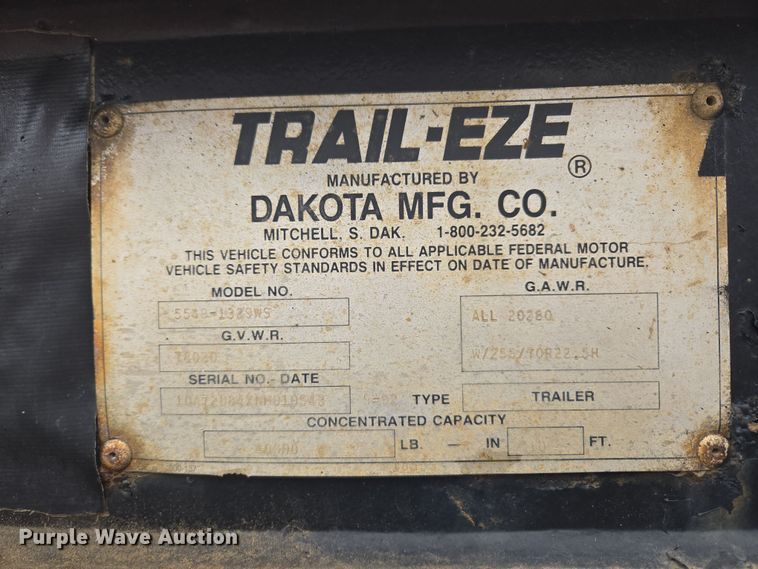 TRAIL-EZE ®
MANUFACTURED BY
DAKOTA MFG. CO.
MITCHELL, S. DAK. 1-800-232-5682
THIS VEHICLE CONFORMS TO ALL APPLICABLE FEDERAL MOTOR
VEHICLE SAFETY STANDARDS IN EFFECT ON DATE OF MANUFACTURE.
MODEL NO.
G.A.W.R.
ALL 20280
G.V.W.R.
SERIAL NO.-DATE
TYPE TRAILER
CONCENTRATED CAPACITY
LB. — IN FT.
Purple Wave Auction